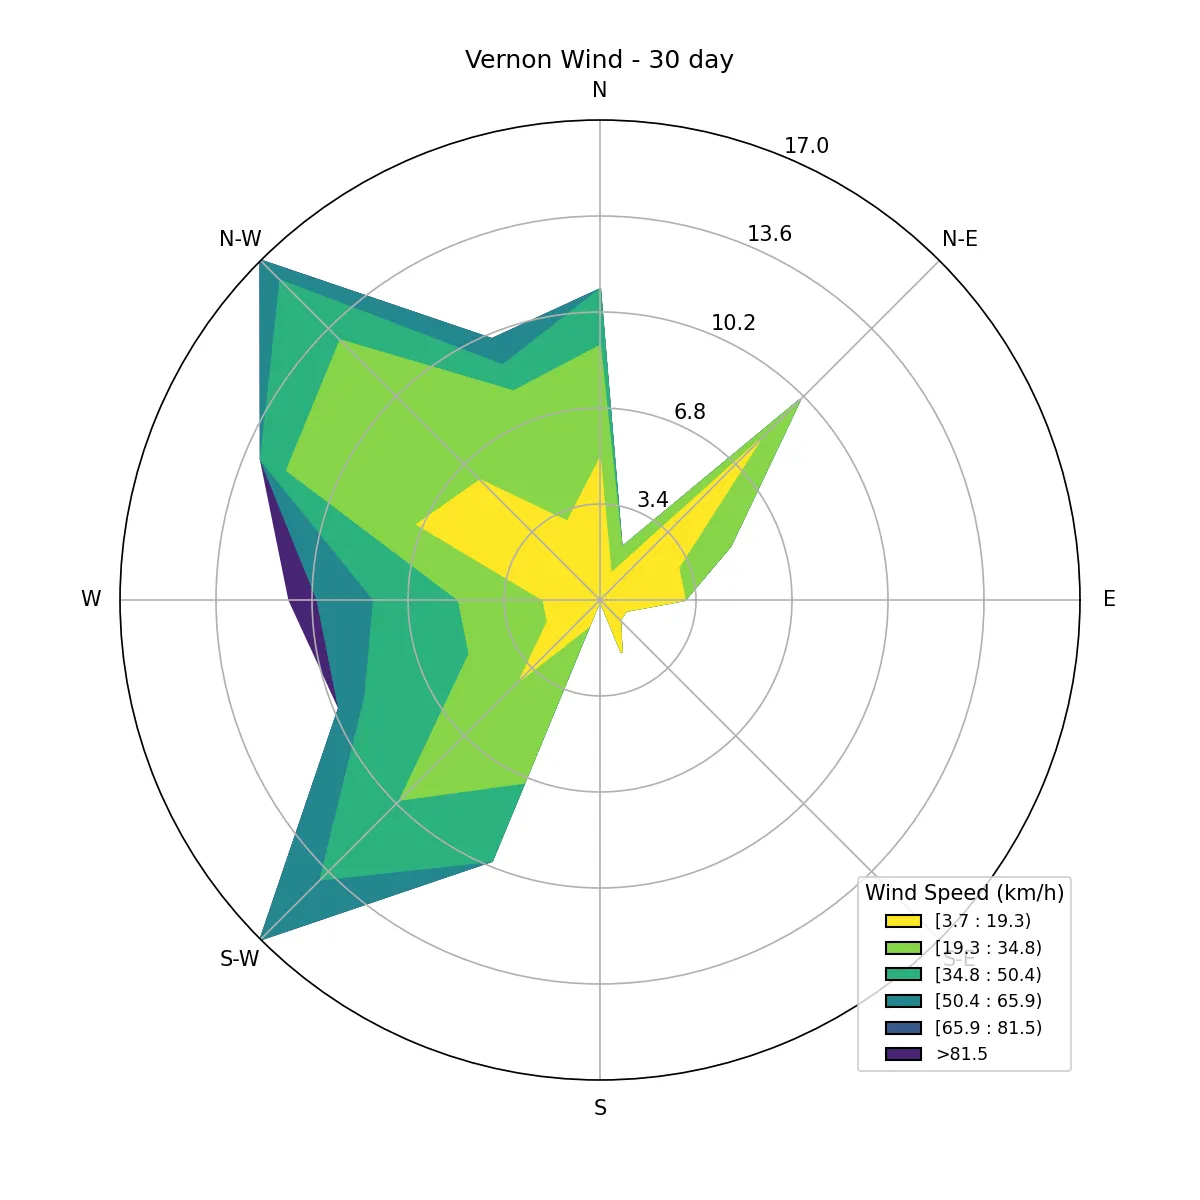 Vernon Wind - 30 day
N
17.0
13.6
N-W
N-E
10.2
6.8
3.4
W
E
Wind Speed (km/h)
[3.7 : 19.3)
[19.3 : 34.8)
S-W
S-E
[34.8 : 50.4)
[50.4 : 65.9)
[65.9 : 81.5)
>81.5
S